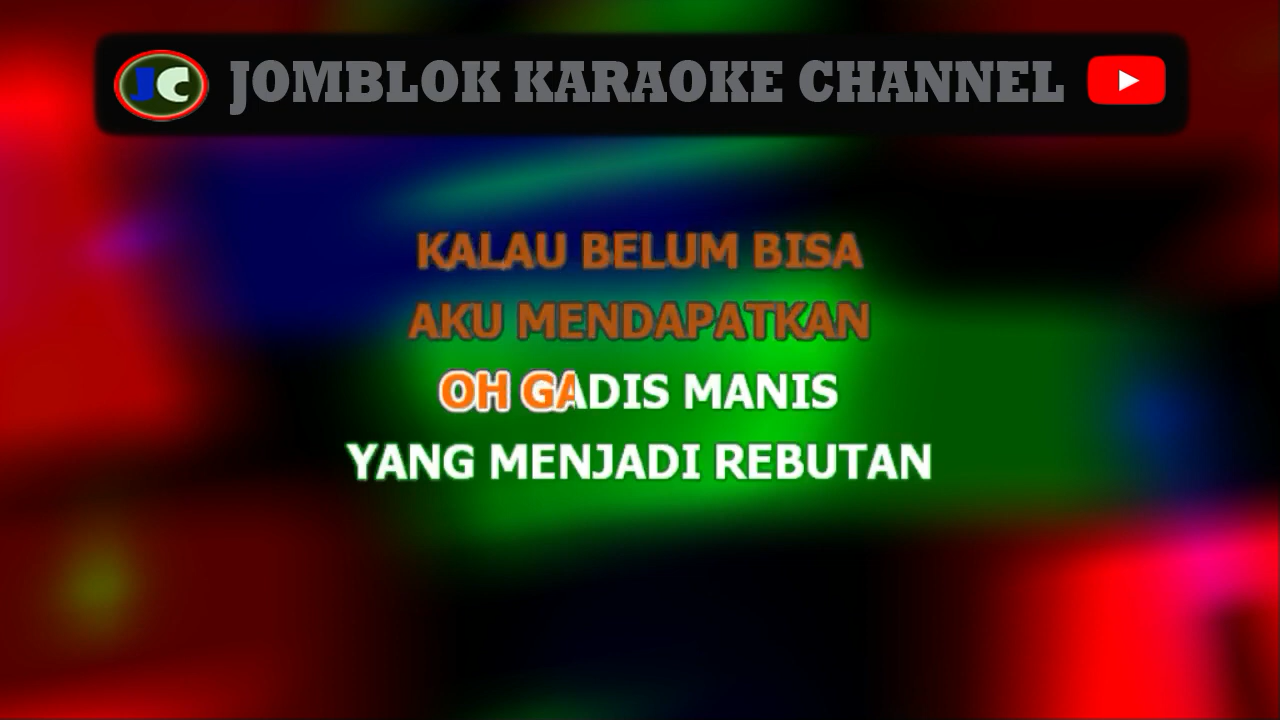 JC JOMBLOK KARAOKE CHANNEL
KALAU BELUM BISA
AKU MENDAPATKAN
OH GADIS MANIS
YANG MENJADI REBUTAN